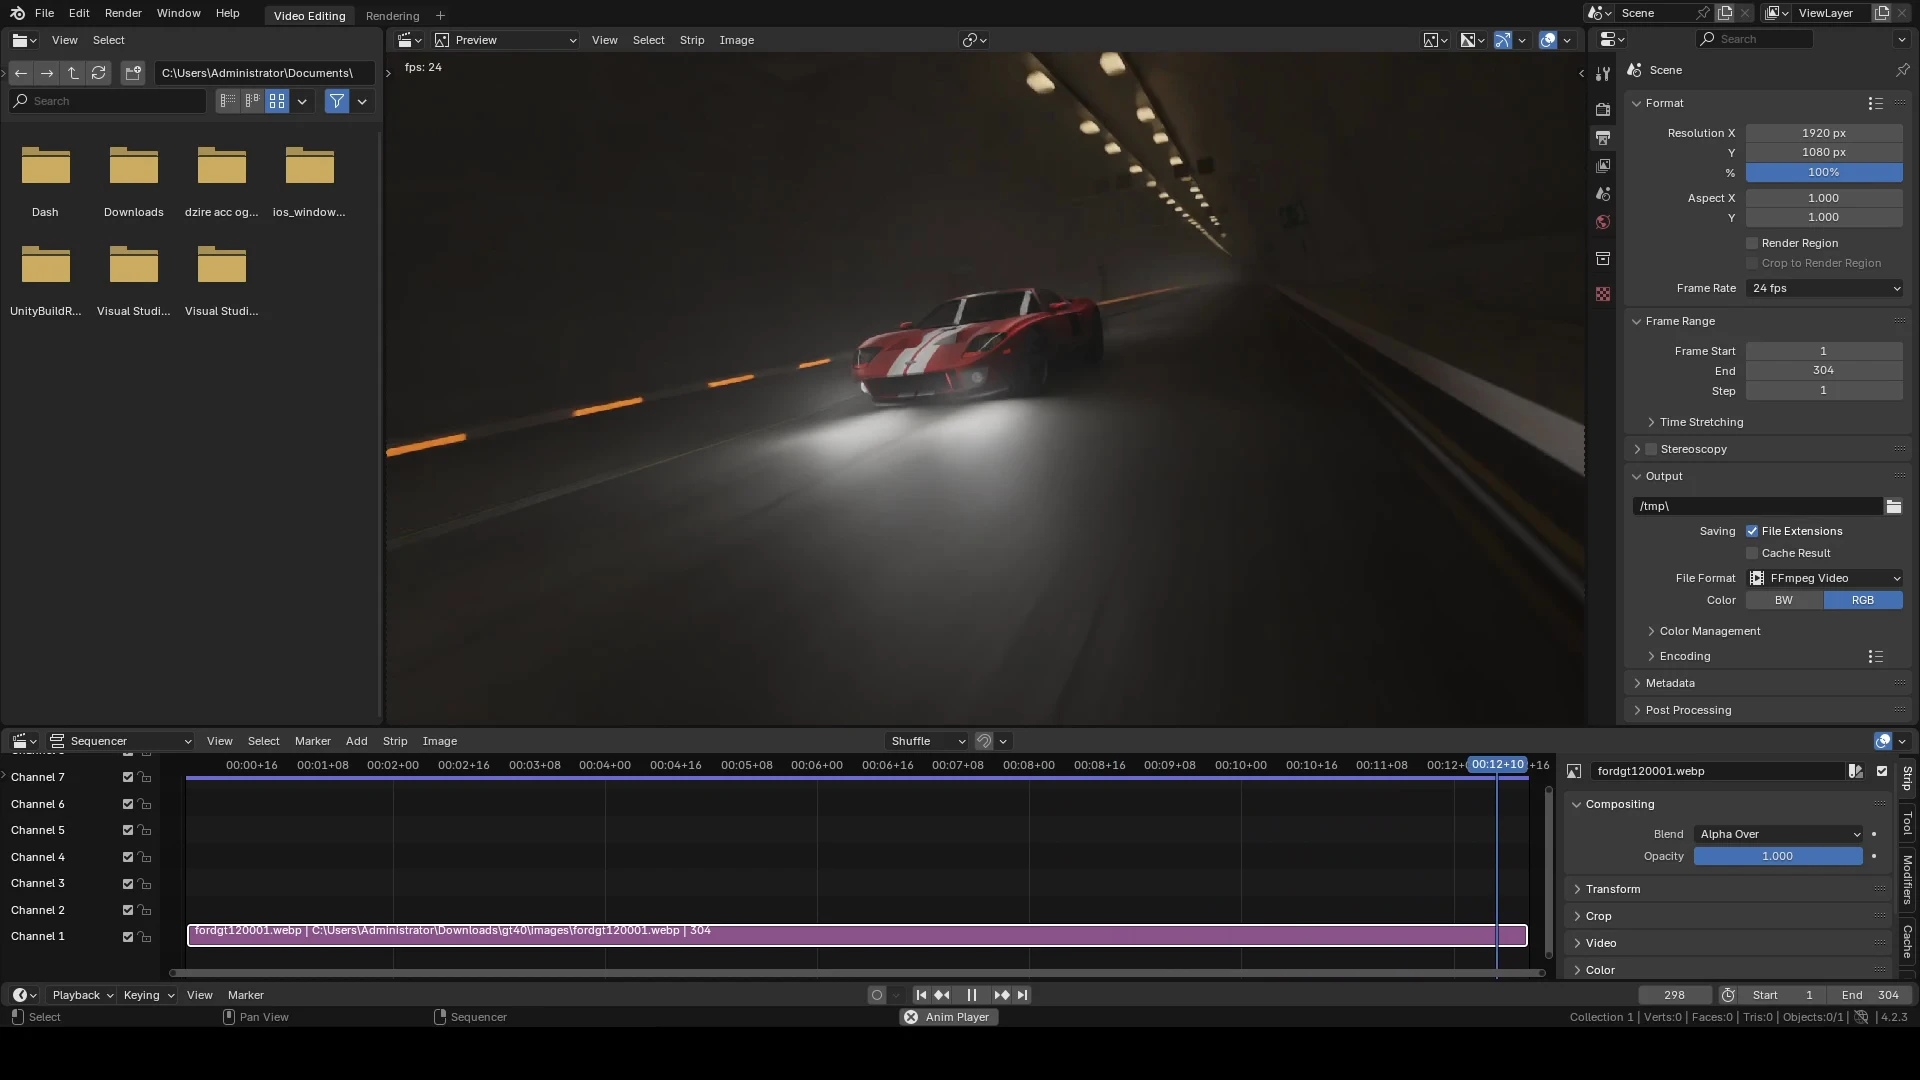 File Edit Render Window Help Video Editing Rendering + Scene ViewLayer
View Select Preview View Select Strip Image Search
C:\Users\Administrator\Documents\ fps: 24 Scene
Search
Dash Downloads dzire acc og... ios_window...
UnityBuildR... Visual Studi... Visual Studi...
Format
Resolution X 1920 px
Y 1080 px
% 100%
Aspect X 1.000
Y 1.000
Render Region
Crop to Render Region
Frame Rate 24 fps
Frame Range
Frame Start 1
End 304
Step 1
Time Stretching
Stereoscopy
Output
/tmp\
Saving File Extensions
Cache Result
File Format FFmpeg Video
Color BW RGB
Color Management
Encoding
Metadata
Post Processing
Sequencer View Select Marker Add Strip Image Shuffle
00:00+16 00:01+08 00:02+00 00:02+16 00:03+08 00:04+00 00:04+16 00:05+08 00:06+00 00:06+16 00:07+08 00:08+00 00:08+16 00:09+08 00:10+00 00:10+16 00:11+08 00:12+ 00:12+10 +16
Channel 7
Channel 6
Channel 5
Channel 4
Channel 3
Channel 2
Channel 1
fordgt120001.webp | C:\Users\Administrator\Downloads\gt40\images\fordgt120001.webp | 304
fordgt120001.webp
Compositing
Blend Alpha Over
Opacity 1.000
Transform
Crop
Video
Color
Strip
Tool
Modifiers
Cache
Playback Keying View Marker 298 Start 1 End 304
Select Pan View Sequencer Anim Player Collection 1 | Verts:0 | Faces:0 | Tris:0 | Objects:0/1 | 4.2.3